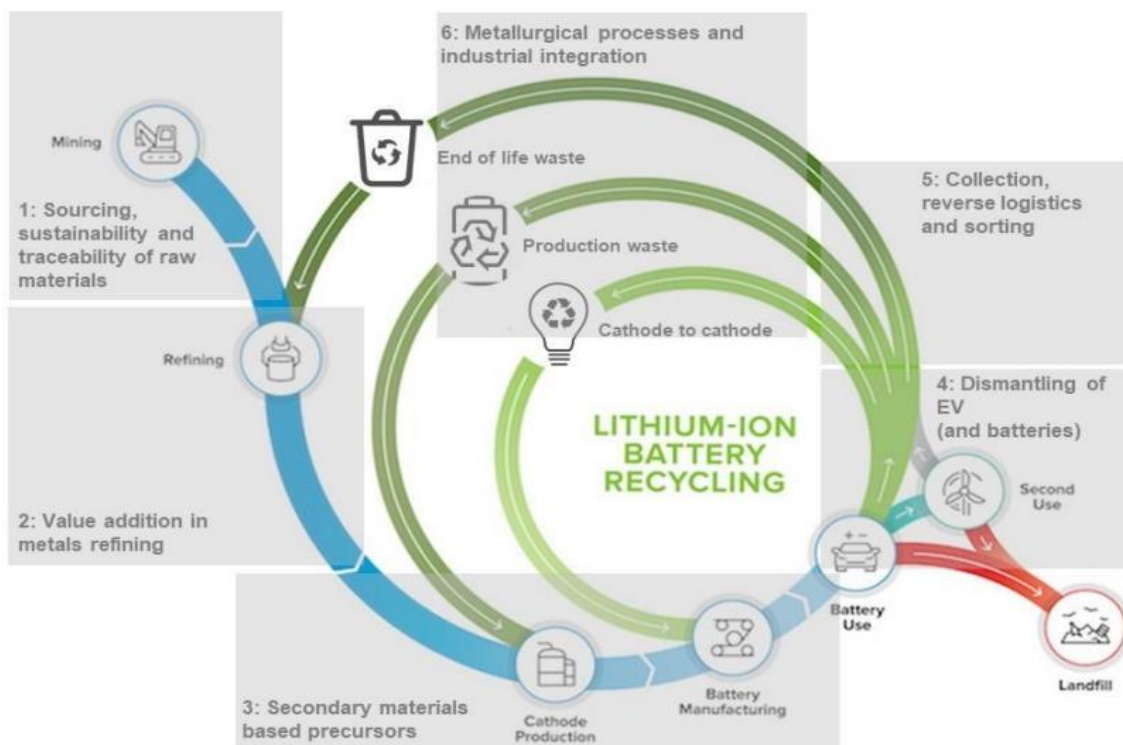 6: Metallurgical processes and
industrial integration
Mining
End of life waste
5: Collection,
reverse logistics
and sorting
1: Sourcing,
sustainability and
traceability of raw
materials
Production waste
Cathode to cathode
Refining
4: Dismantling of
EV
(and batteries)
LITHIUM-ION
BATTERY
RECYCLING
Second
Use
2: Value addition in
metals refining
Battery
Use
Landfill
3: Secondary materials
based precursors
Cathode
Production
Battery
Manufacturing